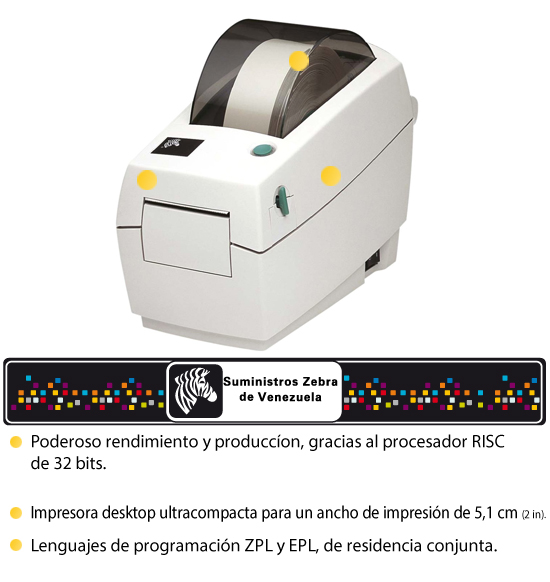 Suministros Zebra
de Venezuela
Poderoso rendimiento y produccíon, gracias al procesador RISC
de 32 bits.
Impresora desktop ultracompacta para un ancho de impresión de 5,1 cm (2 in).
Lenguajes de programación ZPL y EPL, de residencia conjunta.